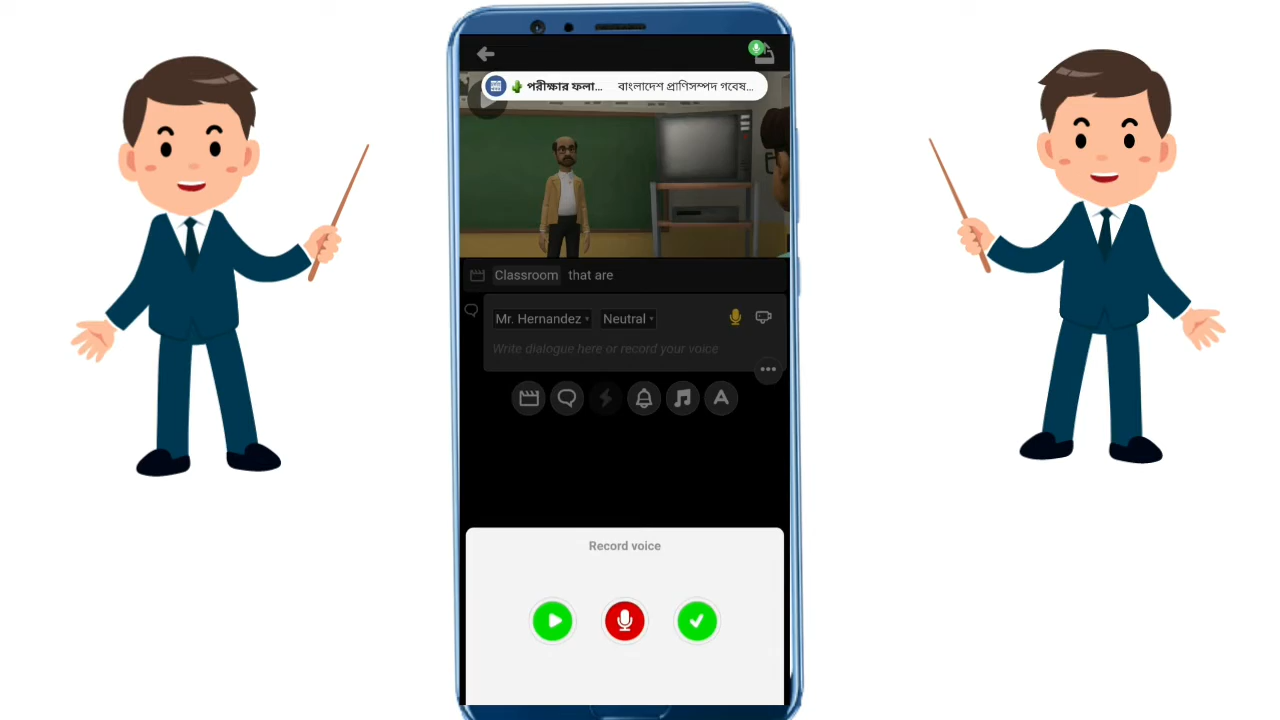 পরীক্ষার ফলা... বাংলাদেশ প্রাণিসম্পদ গবেষ...
Classroom that are
Mr. Hernandez Neutral
Write dialogue here or record your voice
Record voice